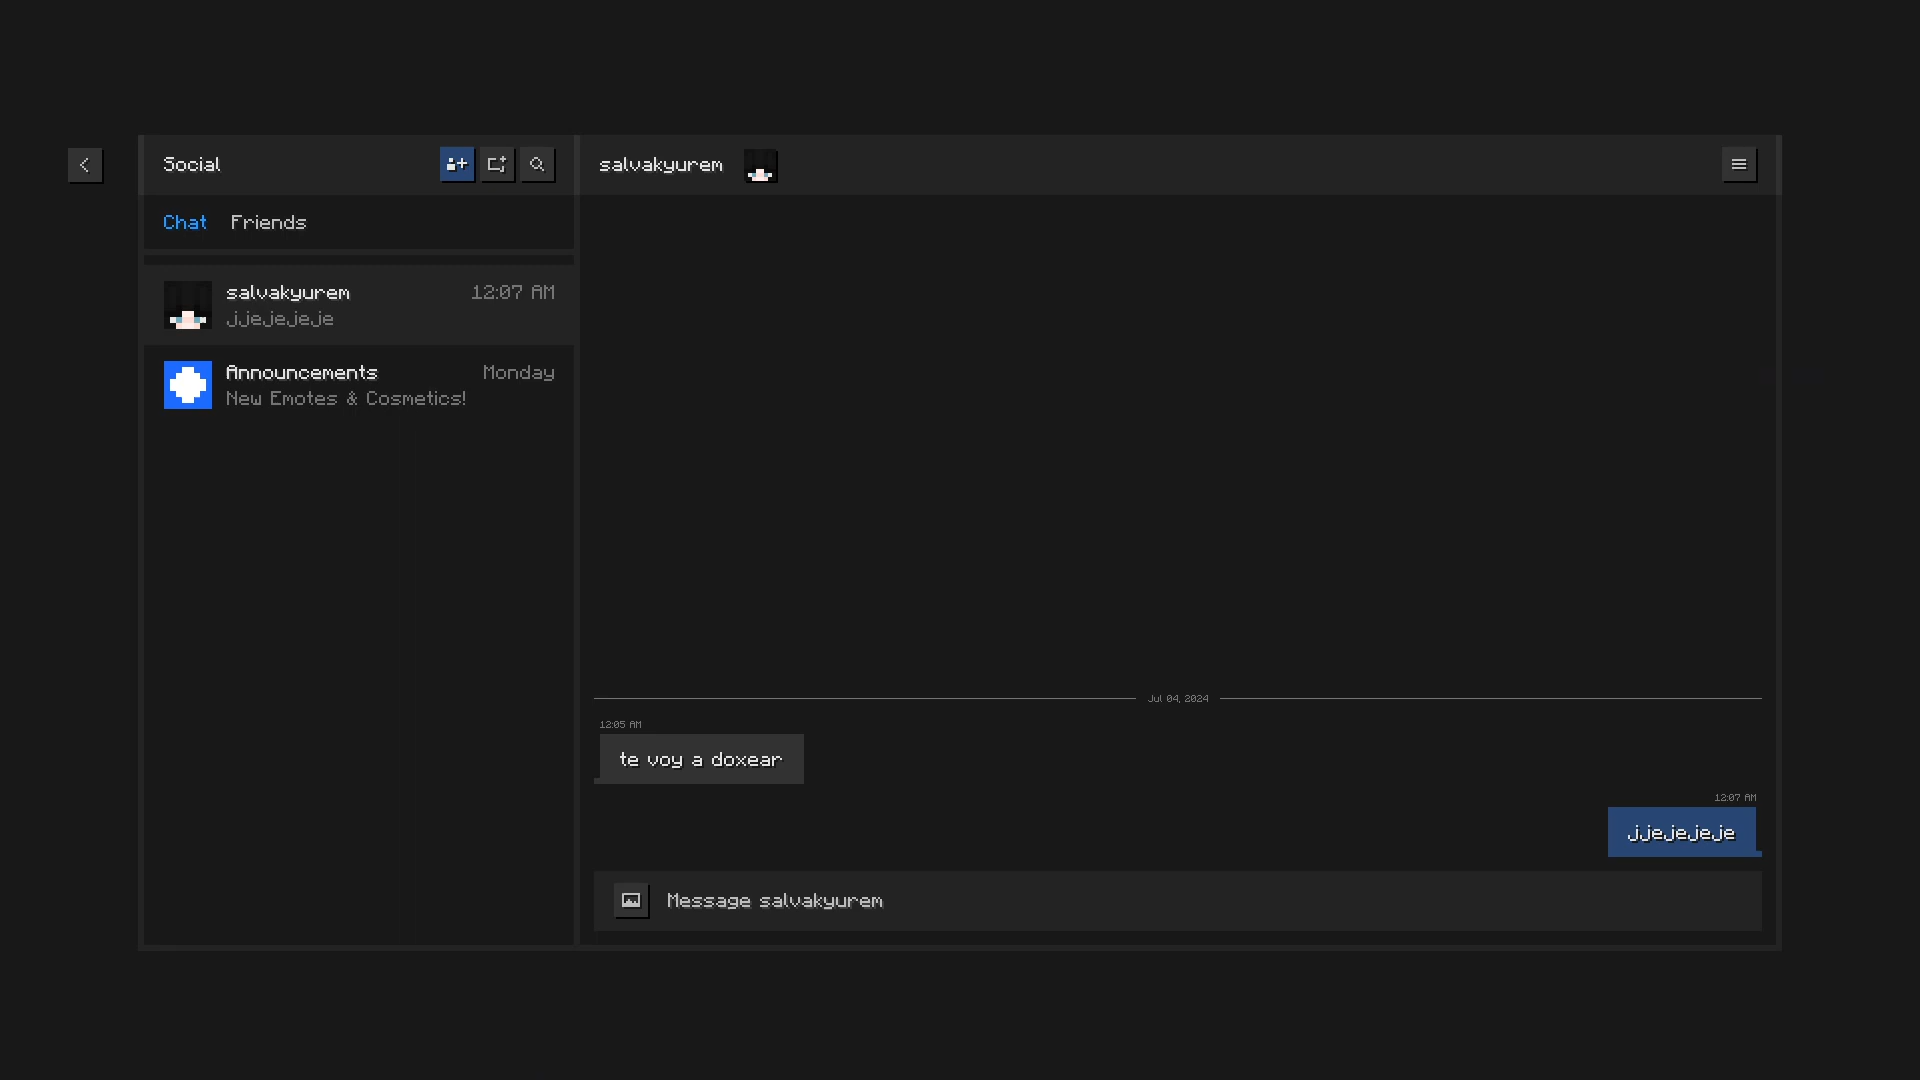 Social
salvakyurem
Chat Friends
salvakyurem 12:07 AM
jjejejeje
Announcements Monday
New Emotes & Cosmetics!
Jul 04, 2024
12:05 AM
te voy a doxear
12:07 AM
jjejejeje
Message salvakyurem